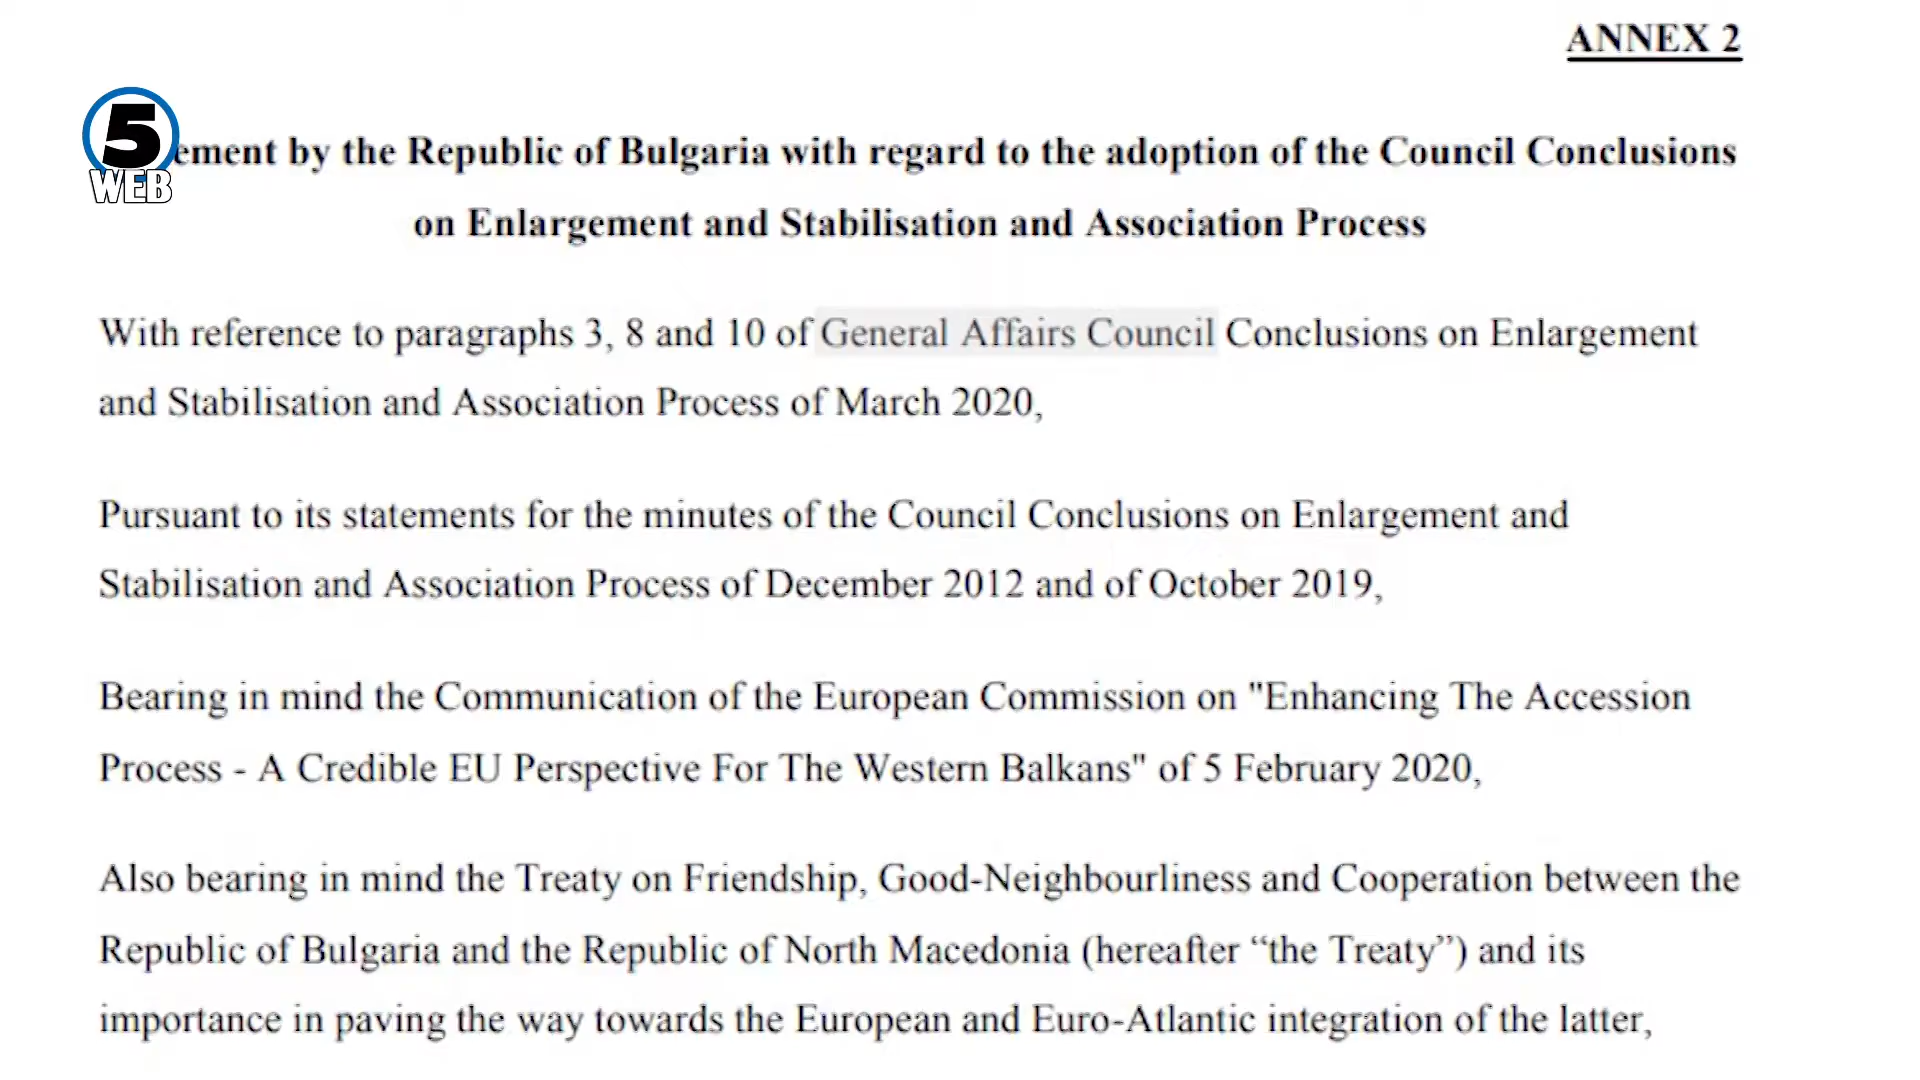 ANNEX 2
5
WEB
ement by the Republic of Bulgaria with regard to the adoption of the Council Conclusions
on Enlargement and Stabilisation and Association Process
With reference to paragraphs 3, 8 and 10 of General Affairs Council Conclusions on Enlargement
and Stabilisation and Association Process of March 2020,
Pursuant to its statements for the minutes of the Council Conclusions on Enlargement and
Stabilisation and Association Process of December 2012 and of October 2019,
Bearing in mind the Communication of the European Commission on "Enhancing The Accession
Process - A Credible EU Perspective For The Western Balkans" of 5 February 2020,
Also bearing in mind the Treaty on Friendship, Good-Neighbourliness and Cooperation between the
Republic of Bulgaria and the Republic of North Macedonia (hereafter “the Treaty”) and its
importance in paving the way towards the European and Euro-Atlantic integration of the latter,